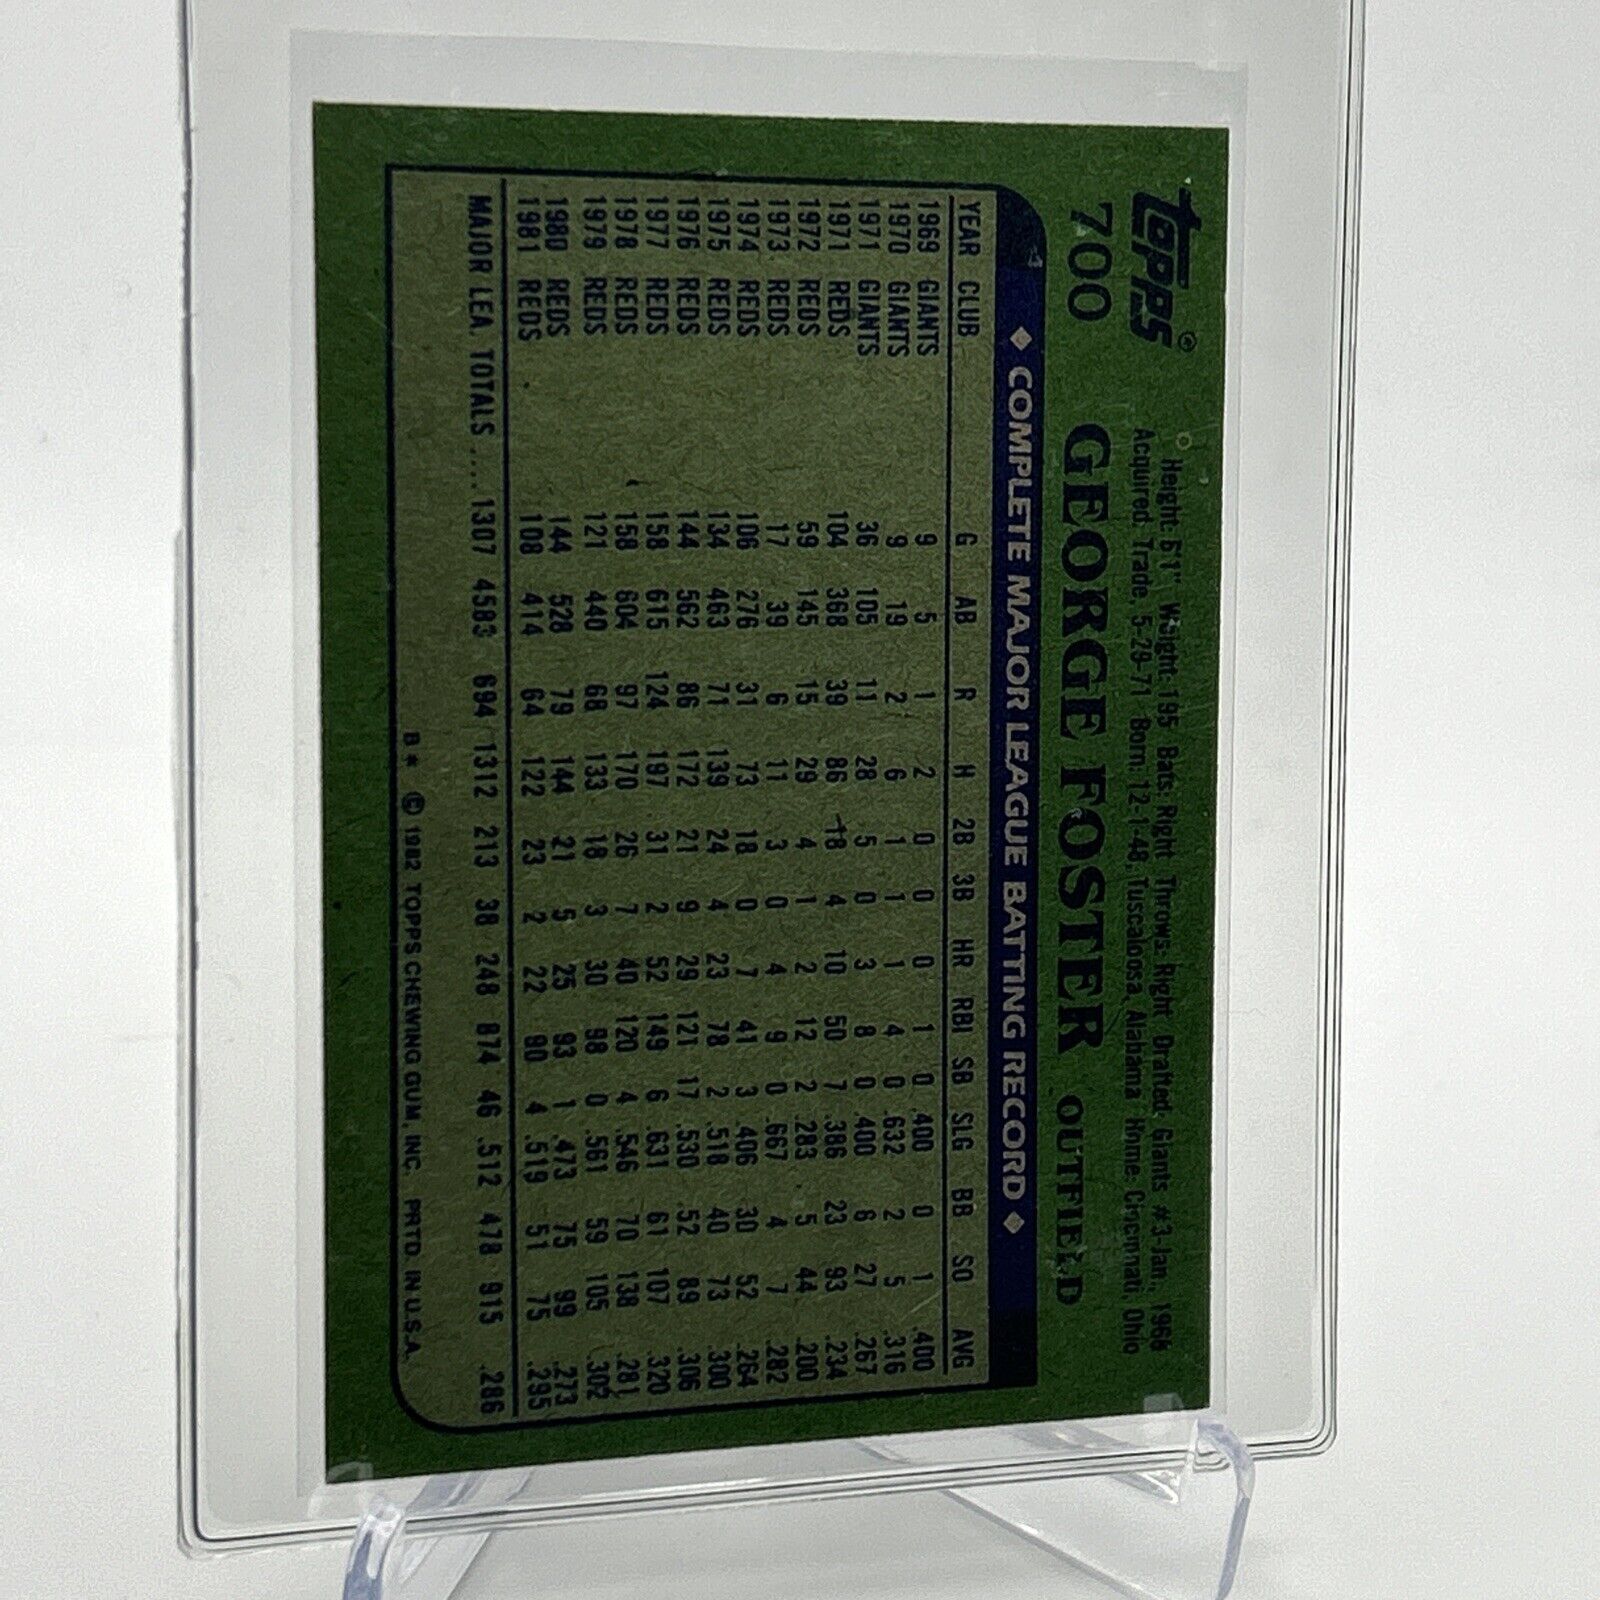 Topps®
700
Height: 6'1" Weight: 195 Bats: Right Throws: Right Drafted: Giants #3-Jan., 1966
Acquired: Trade, 5-29-71 Born: 12-1-48, Tuscaloosa, Alabama Home: Cincinnati, Ohio
GEORGE FOSTER OUTFIELD
♦ COMPLETE MAJOR LEAGUE BATTING RECORD ♦
YEAR CLUB G AB R H 2B 3B HR RBI SB SLG BB SO AVG
1969 GIANTS 9 5 1 2 0 0 0 1 0 .400 0 1 .400
1970 GIANTS 9 19 2 6 1 1 1 4 0 .632 2 5 .316
1971 GIANTS 36 105 11 28 5 0 3 8 0 .400 6 27 .267
1971 REDS 104 368 39 86 18 4 10 50 7 .386 23 93 .234
1972 REDS 59 145 15 29 4 1 2 12 2 .283 5 44 .200
1973 REDS 17 39 6 11 3 0 4 9 0 .667 4 7 .282
1974 REDS 106 276 31 73 18 0 7 41 3 .406 30 52 .264
1975 REDS 134 463 71 139 24 4 23 78 2 .518 40 73 .300
1976 REDS 144 562 86 172 21 9 29 121 17 .530 52 89 .306
1977 REDS 158 615 124 197 31 2 52 149 6 .631 61 107 .320
1978 REDS 158 604 97 170 26 7 40 120 4 .546 70 138 .281
1979 REDS 121 440 68 133 18 3 30 98 0 .561 59 105 .302
1980 REDS 144 528 79 144 21 5 25 93 1 .473 75 99 .273
1981 REDS 108 414 64 122 23 2 22 90 4 .519 51 75 .295
MAJOR LEA. TOTALS .... 1307 4583 694 1312 213 38 248 874 46 .512 478 915 .286
B* © 1982 TOPPS CHEWING GUM, INC. PRTD. IN U.S.A.